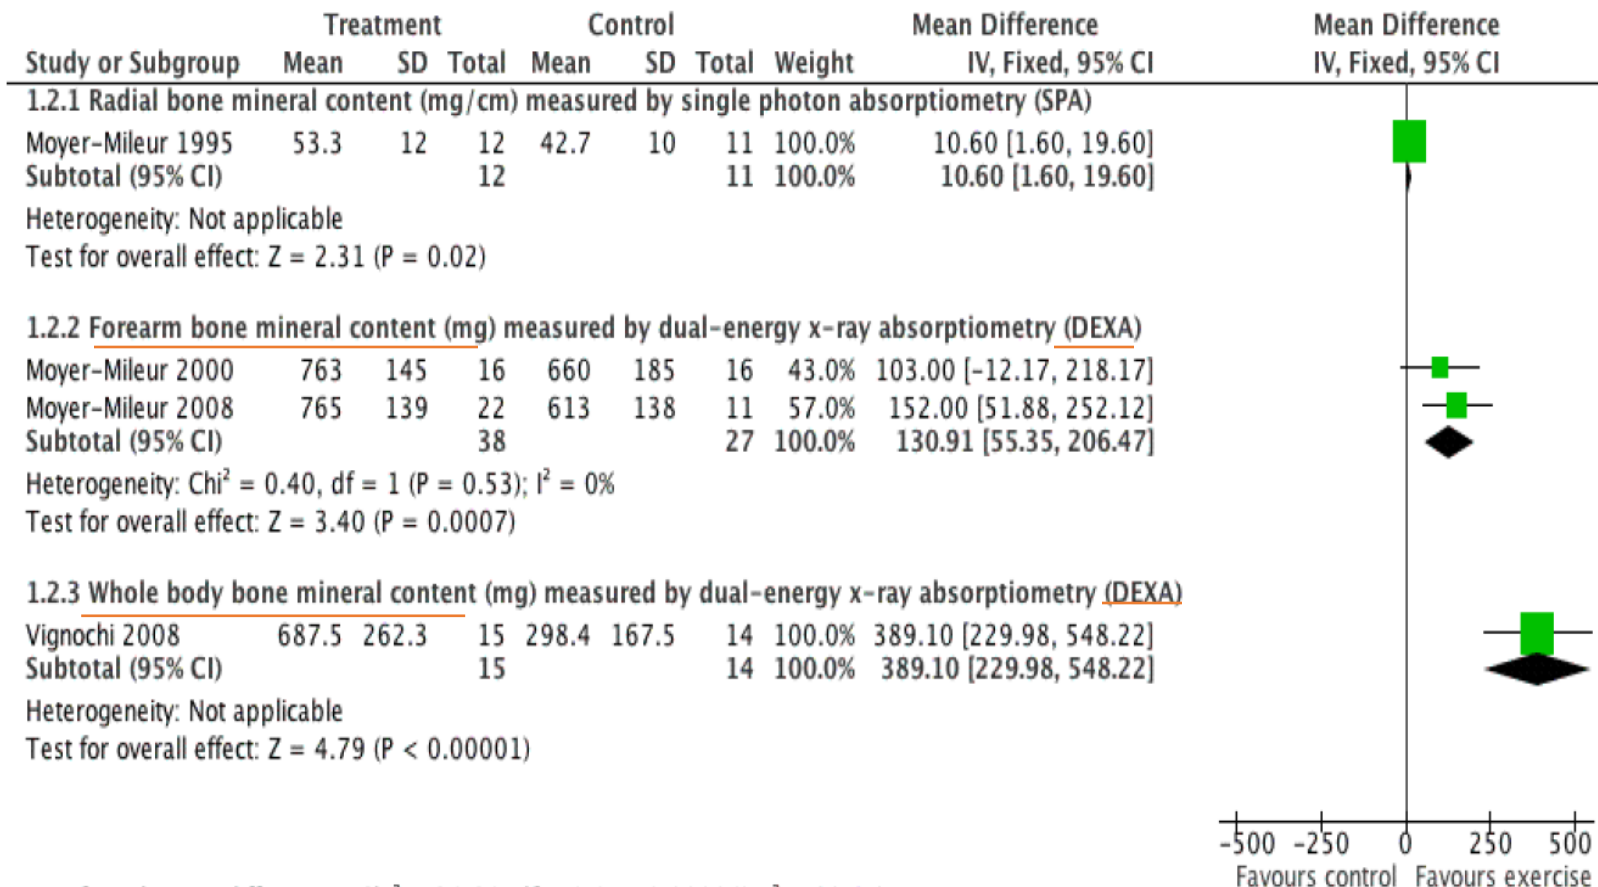 Treatment Control Mean Difference Mean Difference
Study or Subgroup Mean SD Total Mean SD Total Weight IV, Fixed, 95% CI IV, Fixed, 95% CI
1.2.1 Radial bone mineral content (mg/cm) measured by single photon absorptiometry (SPA)
Moyer-Mileur 1995 53.3 12 12 42.7 10 11 100.0% 10.60 [1.60, 19.60]
Subtotal (95% CI) 12 11 100.0% 10.60 [1.60, 19.60]
Heterogeneity: Not applicable
Test for overall effect: Z = 2.31 (P = 0.02)
1.2.2 Forearm bone mineral content (mg) measured by dual-energy x-ray absorptiometry (DEXA)
Moyer-Mileur 2000 763 145 16 660 185 16 43.0% 103.00 [-12.17, 218.17]
Moyer-Mileur 2008 765 139 22 613 138 11 57.0% 152.00 [51.88, 252.12]
Subtotal (95% CI) 38 27 100.0% 130.91 [55.35, 206.47]
Heterogeneity: Chi² = 0.40, df = 1 (P = 0.53); I² = 0%
Test for overall effect: Z = 3.40 (P = 0.0007)
1.2.3 Whole body bone mineral content (mg) measured by dual-energy x-ray absorptiometry (DEXA)
Vignochi 2008 687.5 262.3 15 298.4 167.5 14 100.0% 389.10 [229.98, 548.22]
Subtotal (95% CI) 15 14 100.0% 389.10 [229.98, 548.22]
Heterogeneity: Not applicable
Test for overall effect: Z = 4.79 (P < 0.00001)
-500 -250 0 250 500
Favours control Favours exercise